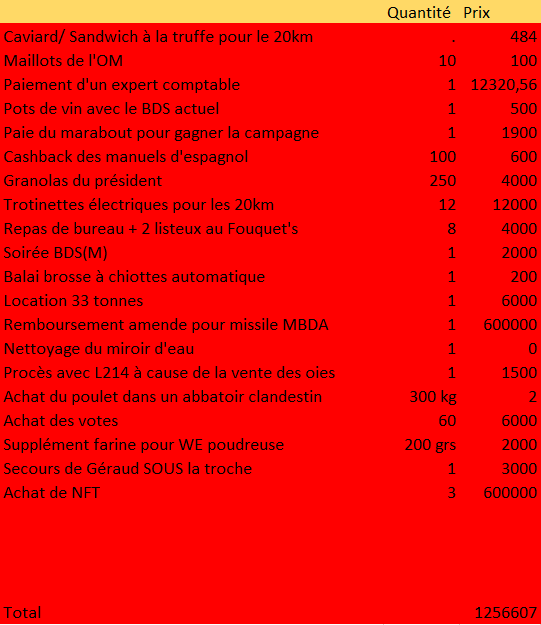 Quantité Prix
Caviard/ Sandwich à la truffe pour le 20km . 484
Maillots de l'OM 10 100
Paiement d'un expert comptable 1 12320,56
Pots de vin avec le BDS actuel 1 500
Paie du marabout pour gagner la campagne 1 1900
Cashback des manuels d'espagnol 100 600
Granolas du président 250 4000
Trotinettes électriques pour les 20km 12 12000
Repas de bureau + 2 listeux au Fouquet's 8 4000
Soirée BDS(M) 1 2000
Balai brosse à chiottes automatique 1 200
Location 33 tonnes 1 6000
Remboursement amende pour missile MBDA 1 600000
Nettoyage du miroir d'eau 1 0
Procès avec L214 à cause de la vente des oies 1 1500
Achat du poulet dans un abbatoir clandestin 300 kg 2
Achat des votes 60 6000
Supplément farine pour WE poudreuse 200 grs 2000
Secours de Géraud SOUS la troche 1 3000
Achat de NFT 3 600000
Total 1256607